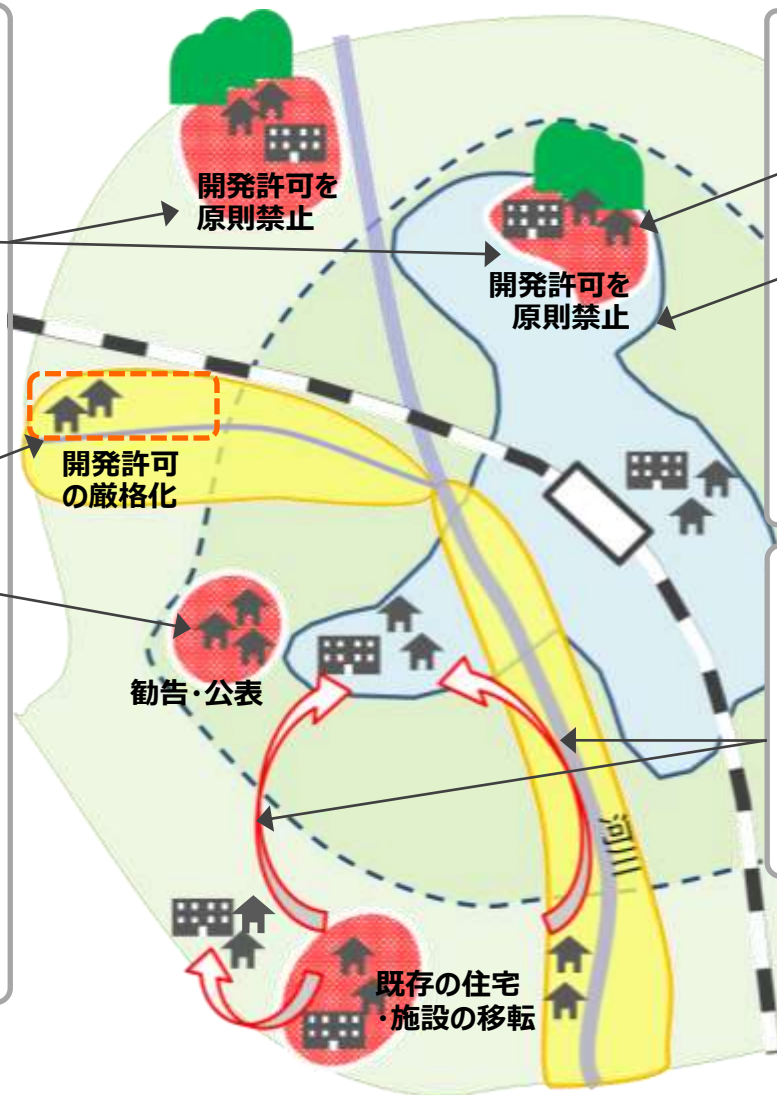 開発許可を
原則禁止
開発許可を
原則禁止
開発許可
の厳格化
勧告・公表
河川
既存の住宅
・施設の移転